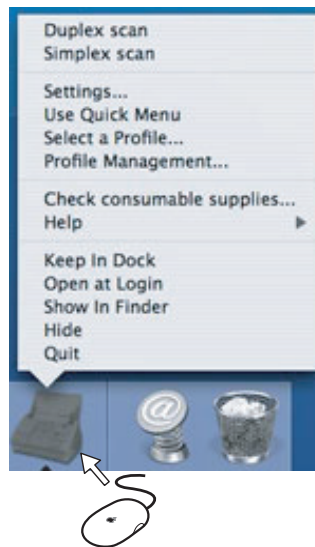 Duplex scan
Simplex scan
Settings...
Use Quick Menu
Select a Profile...
Profile Management...
Check consumable supplies...
Help
Keep In Dock
Open at Login
Show In Finder
Hide
Quit
@